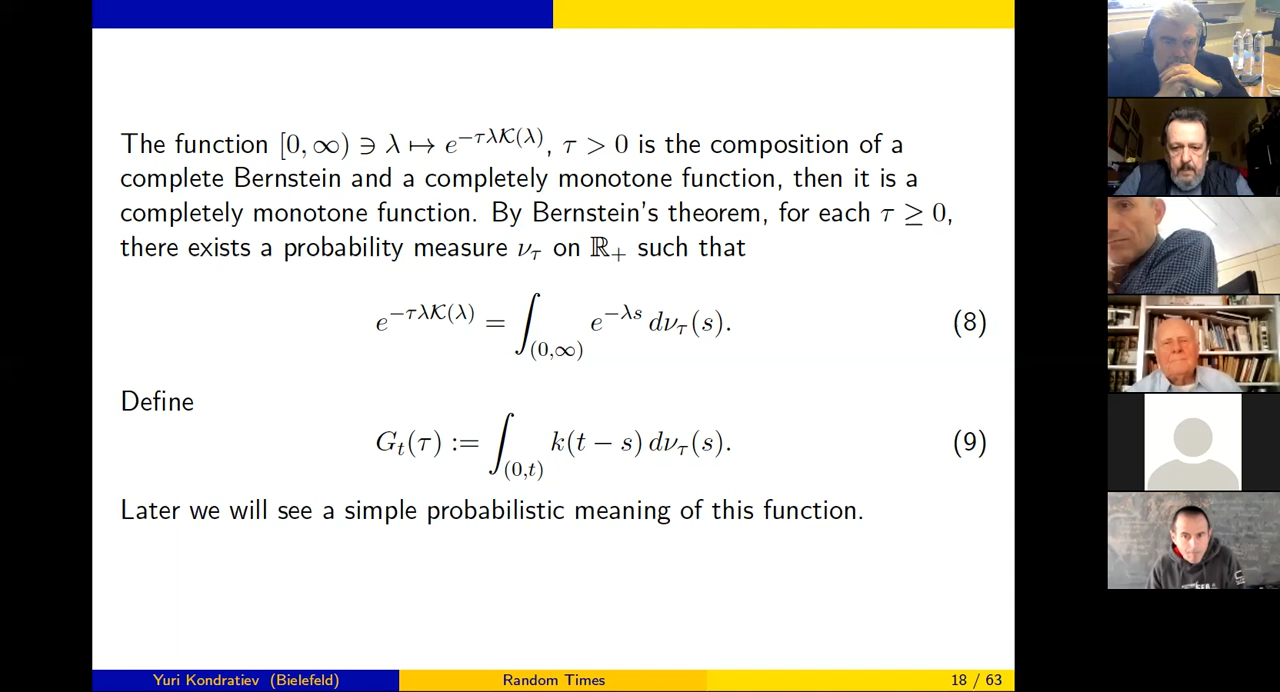 The function [0, ∞) ∋ λ ↦ e^{−τλ𝒦(λ)}, τ > 0 is the composition of a
complete Bernstein and a completely monotone function, then it is a
completely monotone function. By Bernstein's theorem, for each τ ≥ 0,
there exists a probability measure ν_τ on ℝ₊ such that
e^{−τλ𝒦(λ)} = ∫_{(0,∞)} e^{−λs} dν_τ(s). (8)
Define
G_t(τ) := ∫_{(0,t)} k(t − s) dν_τ(s). (9)
Later we will see a simple probabilistic meaning of this function.
Yuri Kondratiev (Bielefeld) Random Times 18 / 63